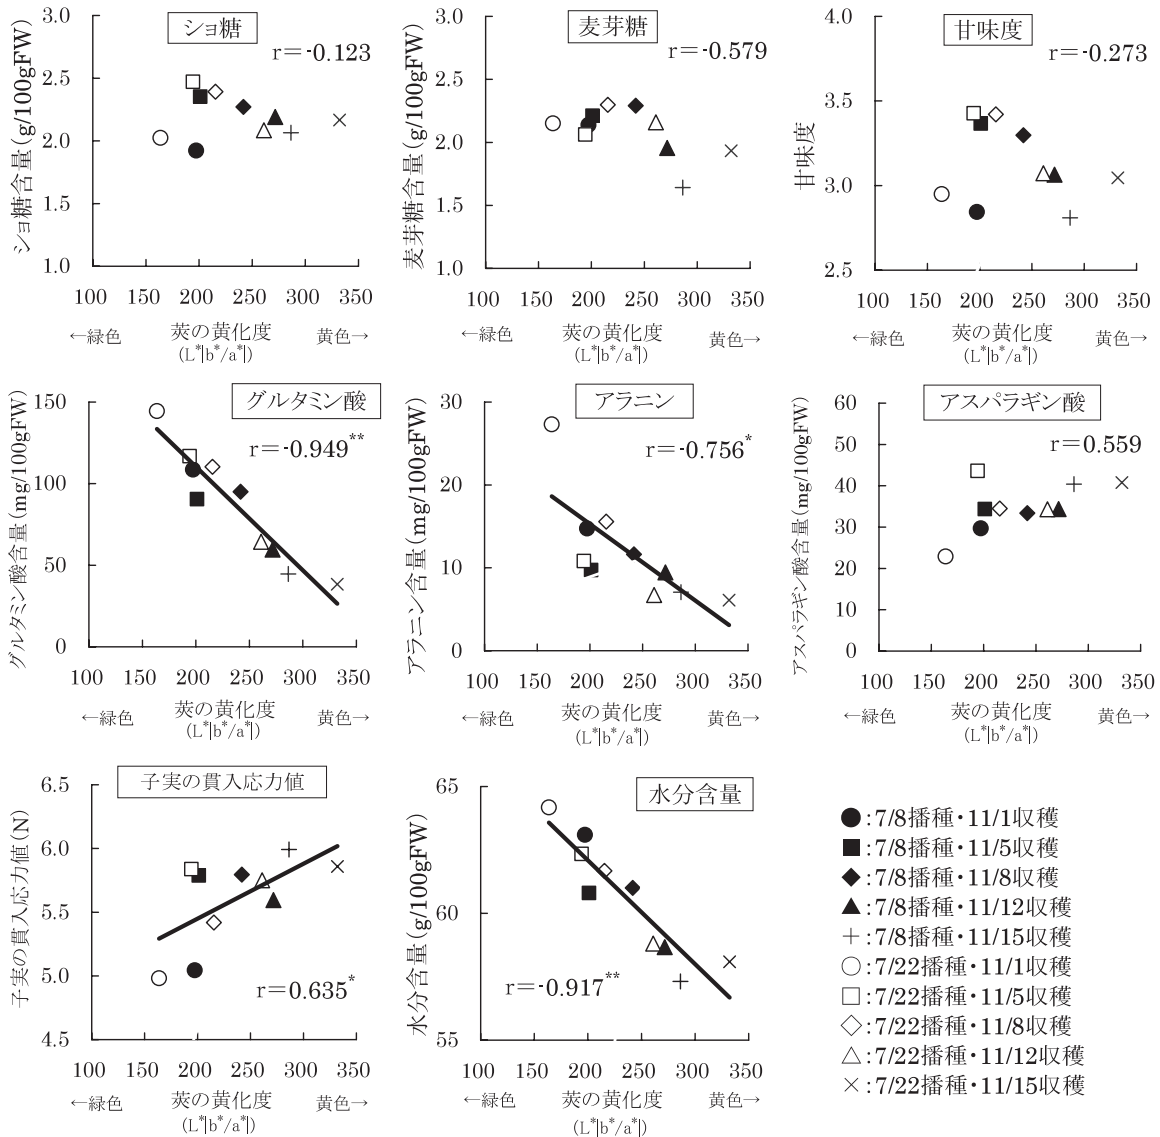 ショ糖
r=-0.123
ショ糖含量(g/100gFW)
3.0
2.5
2.0
1.5
1.0
100 150 200 250 300 350
←緑色 莢の黄化度 黄色→
(L*|b*/a*|)
麦芽糖
r=-0.579
麦芽糖含量(g/100gFW)
3.0
2.5
2.0
1.5
1.0
100 150 200 250 300 350
←緑色 莢の黄化度 黄色→
(L*|b*/a*|)
甘味度
r=-0.273
甘味度
4.0
3.5
3.0
2.5
100 150 200 250 300 350
←緑色 莢の黄化度 黄色→
(L*|b*/a*|)
グルタミン酸
r=-0.949**
グルタミン酸含量(mg/100gFW)
150
100
50
0
100 150 200 250 300 350
←緑色 莢の黄化度 黄色→
(L*|b*/a*|)
アラニン
r=-0.756*
アラニン含量(mg/100gFW)
30
20
10
0
100 150 200 250 300 350
←緑色 莢の黄化度 黄色→
(L*|b*/a*|)
アスパラギン酸
r=0.559
アスパラギン酸含量(mg/100gFW)
60
50
40
30
20
10
0
100 150 200 250 300 350
←緑色 莢の黄化度 黄色→
(L*|b*/a*|)
子実の貫入応力値
r=0.635*
子実の貫入応力値(N)
6.5
6.0
5.5
5.0
4.5
100 150 200 250 300 350
←緑色 莢の黄化度 黄色→
(L*|b*/a*|)
水分含量
r=-0.917**
水分含量(g/100gFW)
65
60
55
100 150 200 250 300 350
←緑色 莢の黄化度 黄色→
(L*|b*/a*|)
●:7/8播種・11/1収穫
■:7/8播種・11/5収穫
◆:7/8播種・11/8収穫
▲:7/8播種・11/12収穫
+:7/8播種・11/15収穫
○:7/22播種・11/1収穫
□:7/22播種・11/5収穫
◇:7/22播種・11/8収穫
△:7/22播種・11/12収穫
×:7/22播種・11/15収穫